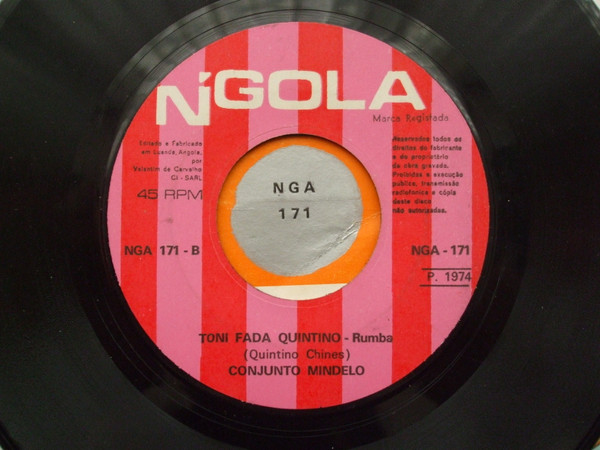 N'GOLA
Marca Registada
Editado e Fabricado
em Luanda, Angola,
por
Valentim de Carvalho
CI - SARL
45 RPM
Reservados todos os
direitos do fabricante
e do proprietário
da obra gravada.
Proibidas a execução
pública, transmissão
radiofonica e cópia
deste disco
não autorizadas.
NGA
171
NGA 171 - B
NGA - 171
P. 1974
TONI FADA QUINTINO - Rumba
(Quintino Chines)
CONJUNTO MINDELO